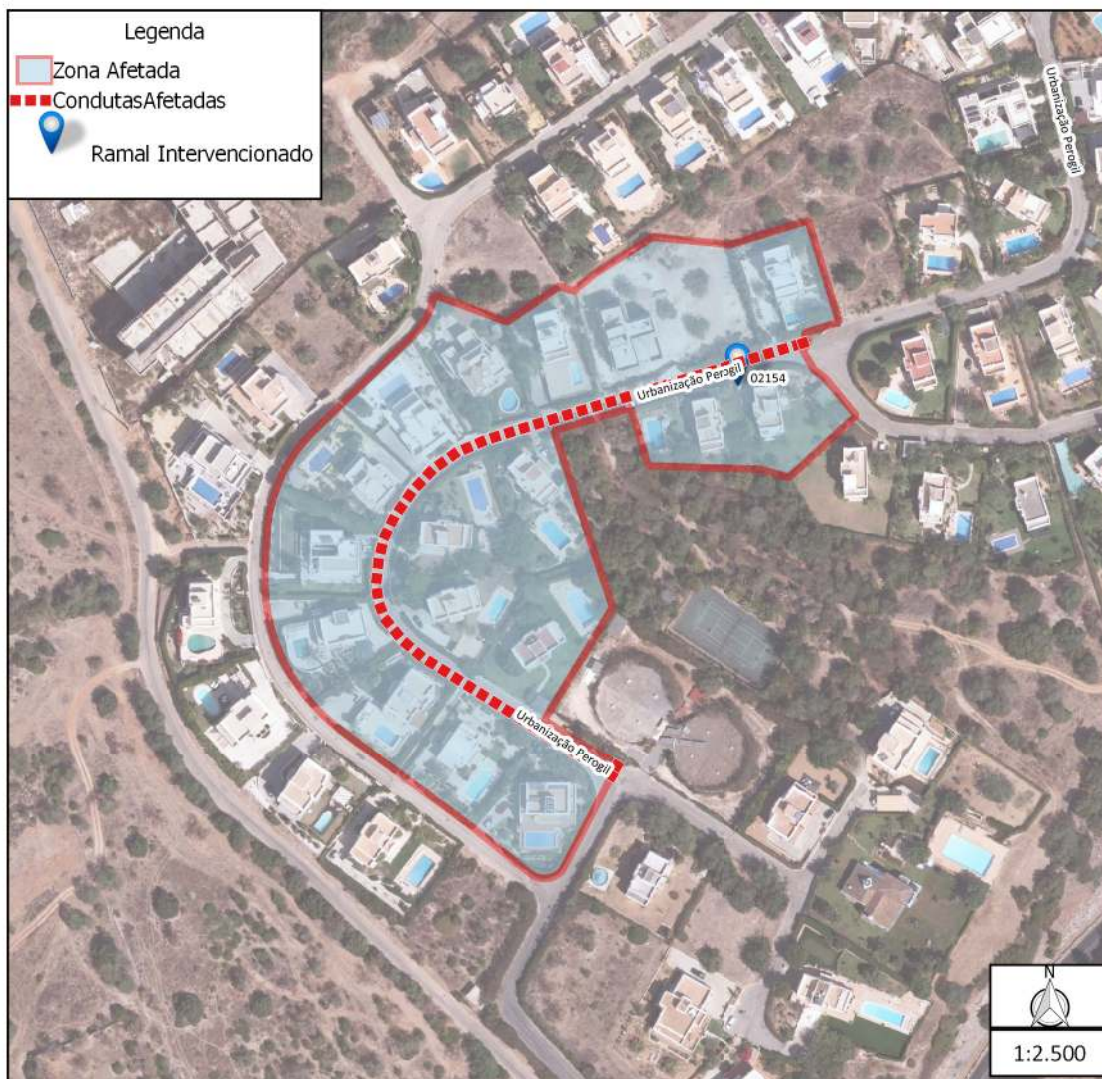 Legenda
Zona Afetada
CondutasAfetadas
Ramal Intervencionado
Urbanização Perogil
Urbanização Perogil
02154
Urbanização Perogil
N
1:2.500